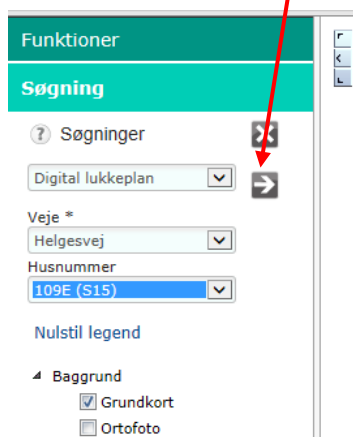 Funktioner
Søgning
? Søgninger
Digital lukkeplan
Veje *
Helgesvej
Husnummer
109E (S15)
Nulstil legend
Baggrund
Grundkort
Ortofoto